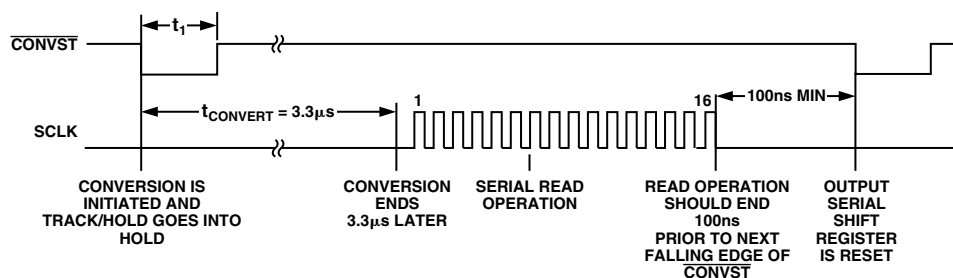 t1
CONVST
tCONVERT = 3.3μs
1
16
100ns MIN
SCLK
CONVERSION IS
INITIATED AND
TRACK/HOLD GOES INTO
HOLD
CONVERSION
ENDS
3.3μs LATER
SERIAL READ
OPERATION
READ OPERATION
SHOULD END
100ns
PRIOR TO NEXT
FALLING EDGE OF
CONVST
OUTPUT
SERIAL
SHIFT
REGISTER
IS RESET